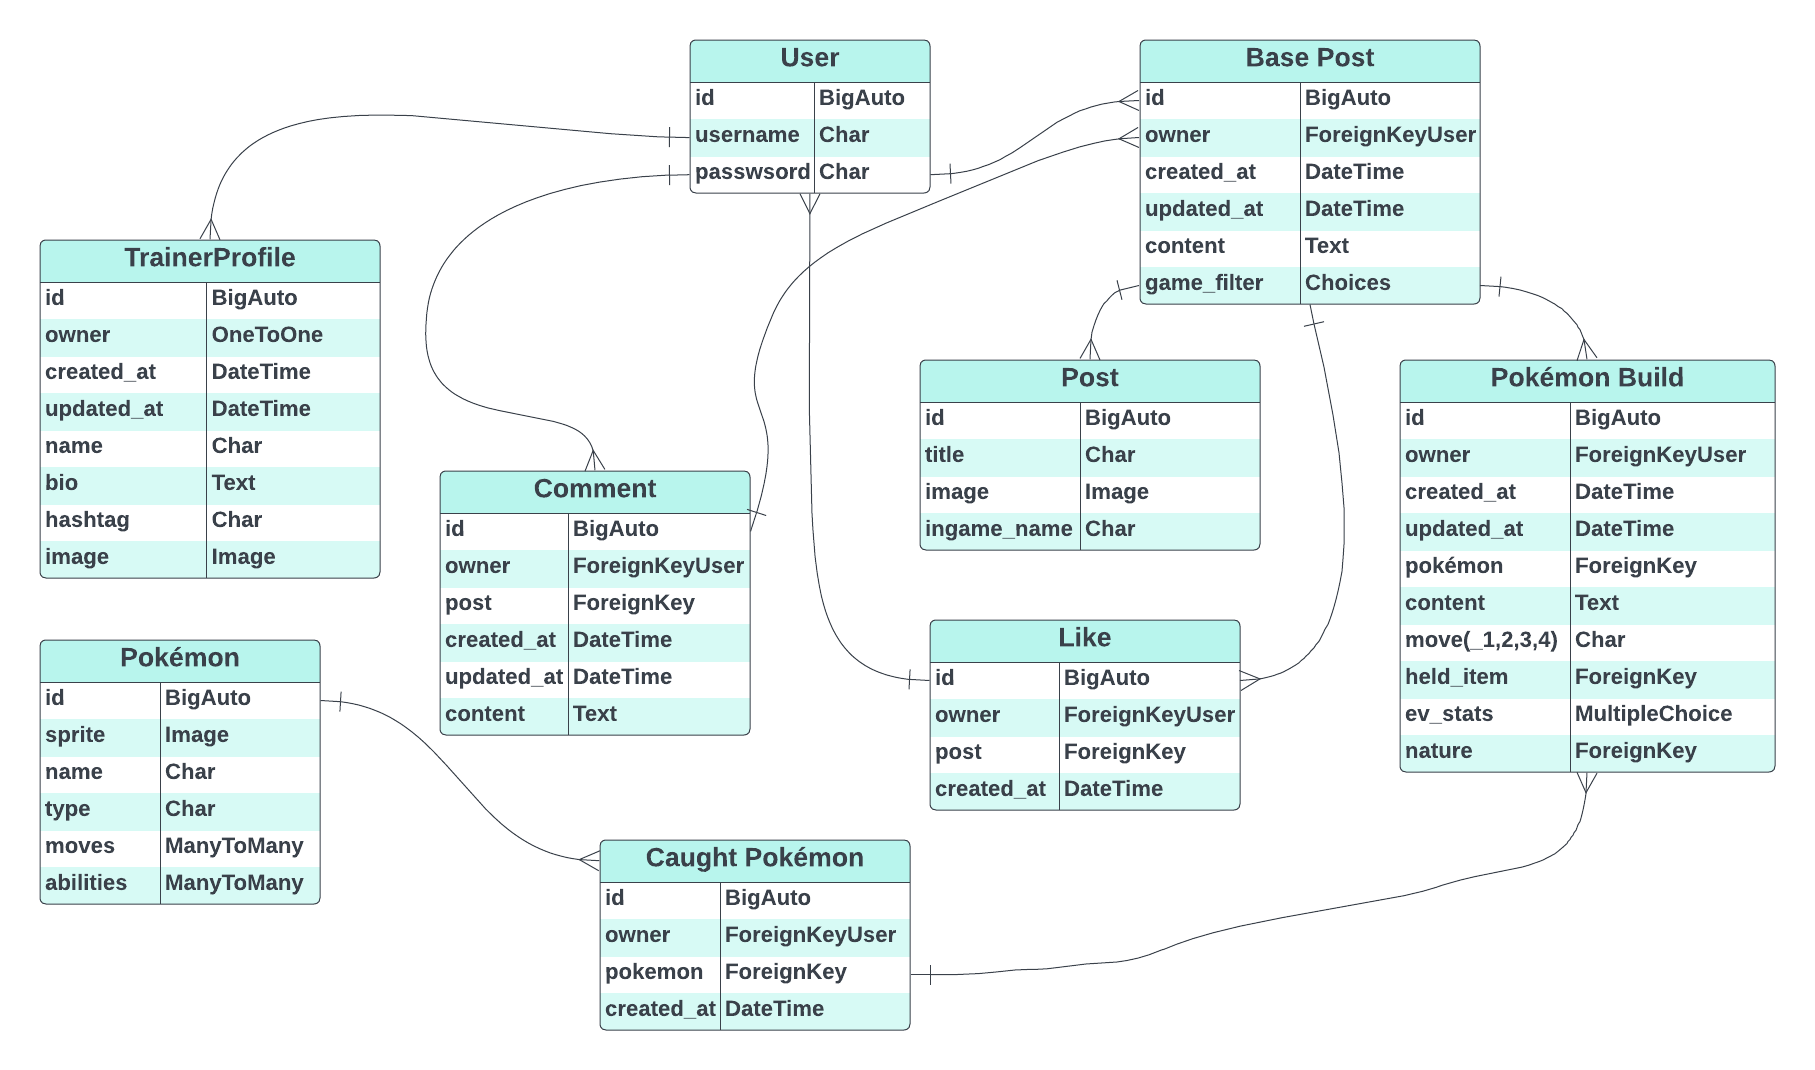 User
id BigAuto
username Char
passwsord Char
Base Post
id BigAuto
owner ForeignKeyUser
created_at DateTime
updated_at DateTime
content Text
game_filter Choices
TrainerProfile
id BigAuto
owner OneToOne
created_at DateTime
updated_at DateTime
name Char
bio Text
hashtag Char
image Image
Post
id BigAuto
title Char
image Image
ingame_name Char
Pokémon Build
id BigAuto
owner ForeignKeyUser
created_at DateTime
updated_at DateTime
pokémon ForeignKey
content Text
move(_1,2,3,4) Char
held_item ForeignKey
ev_stats MultipleChoice
nature ForeignKey
Comment
id BigAuto
owner ForeignKeyUser
post ForeignKey
created_at DateTime
updated_at DateTime
content Text
Like
id BigAuto
owner ForeignKeyUser
post ForeignKey
created_at DateTime
Pokémon
id BigAuto
sprite Image
name Char
type Char
moves ManyToMany
abilities ManyToMany
Caught Pokémon
id BigAuto
owner ForeignKeyUser
pokemon ForeignKey
created_at DateTime